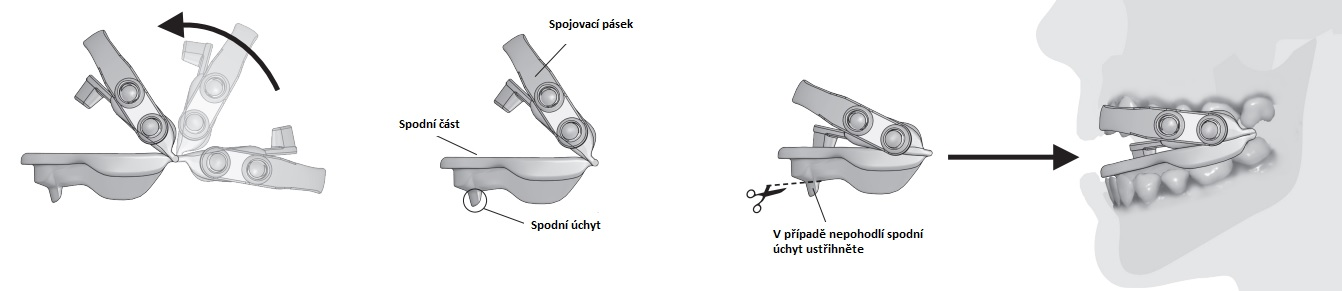 Spojovací pásek
Spodní část
Spodní úchyt
V případě nepohodlí spodní
úchyt ustřihněte